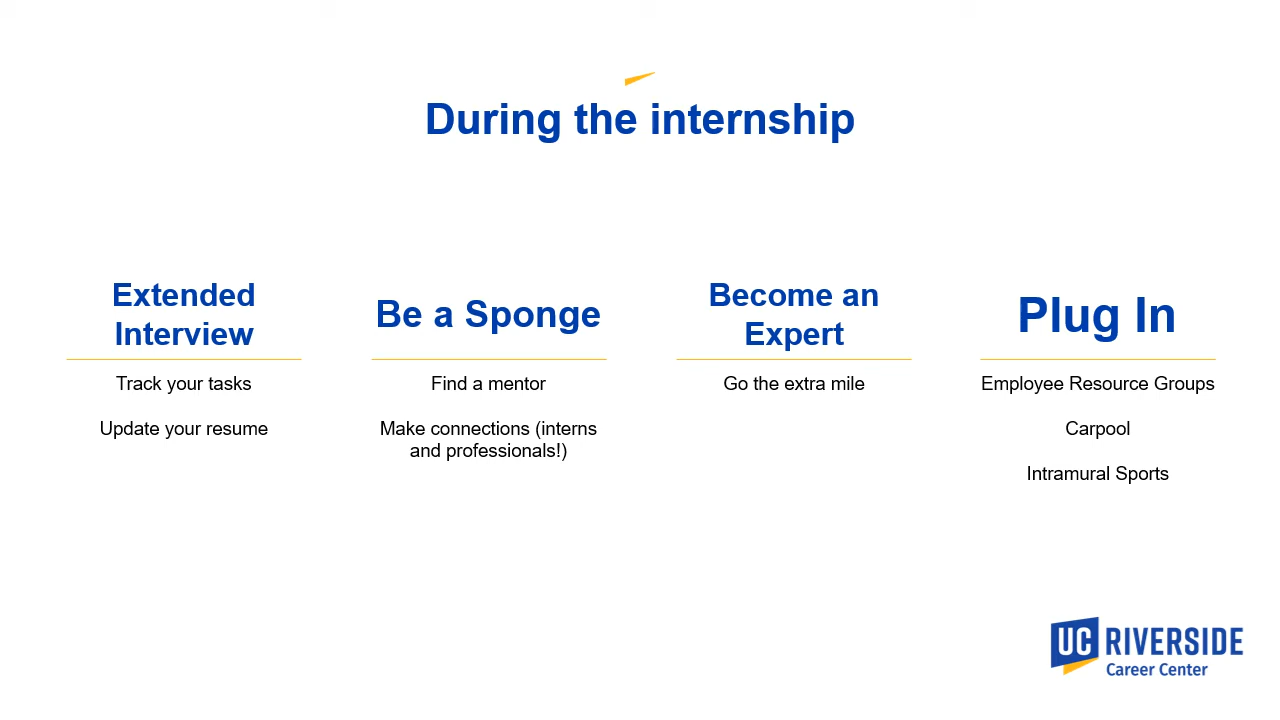 During the internship
Extended
Interview
Track your tasks
Update your resume
Be a Sponge
Find a mentor
Make connections (interns
and professionals!)
Become an
Expert
Go the extra mile
Plug In
Employee Resource Groups
Carpool
Intramural Sports
UC RIVERSIDE
Career Center